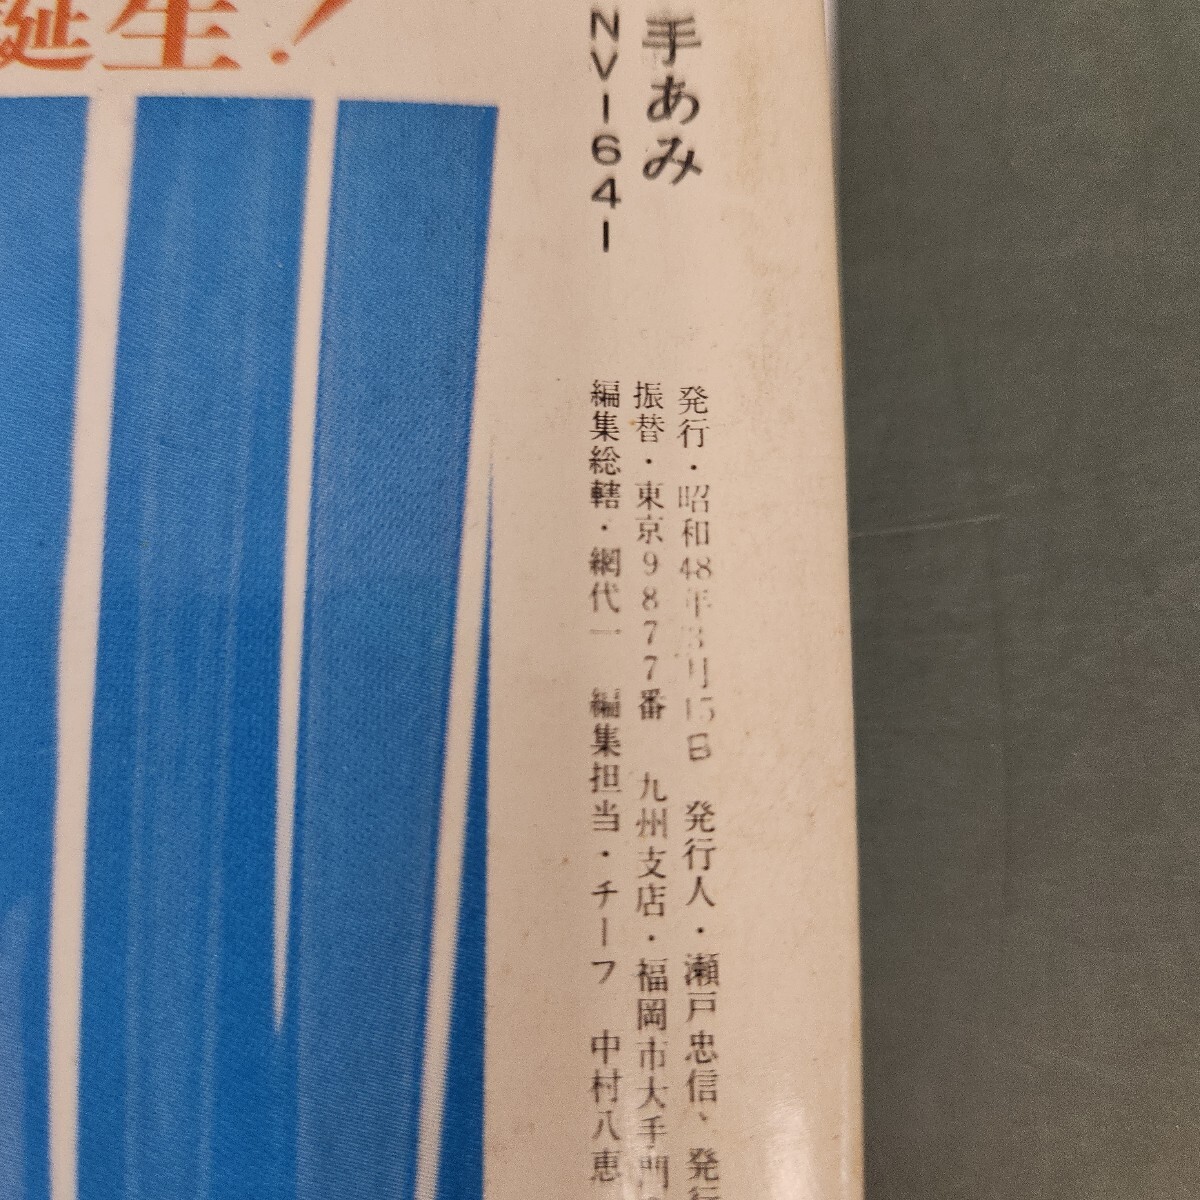 誕生!
手あみ
NV1641
発行・昭和48年3月15日 発行人・瀬戸忠信、発行
振替・東京9877番 九州支店・福岡市大手門
編集総轄・網代一 編集担当・チーフ 中村八恵